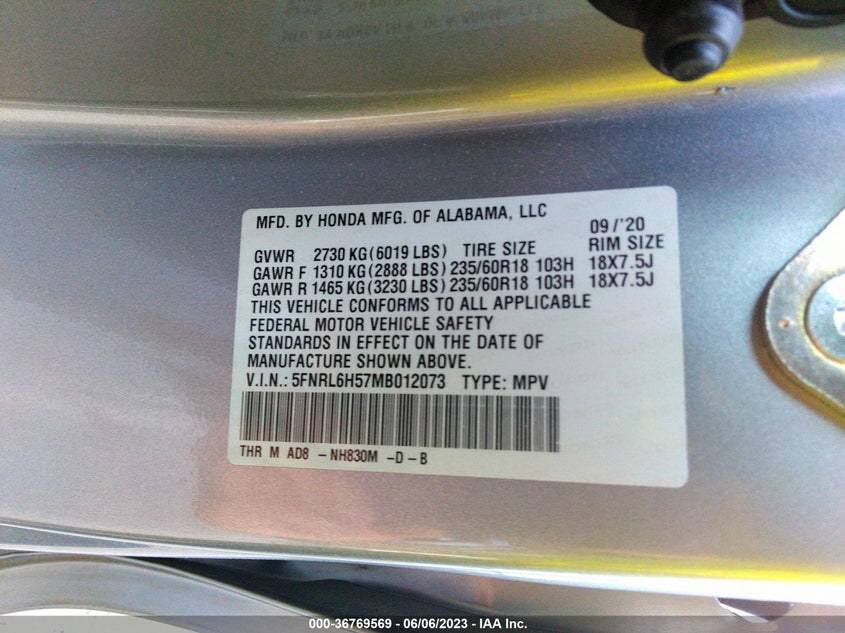 MFD. BY HONDA MFG. OF ALABAMA, LLC
09/'20
GVWR 2730 KG (6019 LBS) TIRE SIZE RIM SIZE
GAWR F 1310 KG (2888 LBS) 235/60R18 103H 18X7.5J
GAWR R 1465 KG (3230 LBS) 235/60R18 103H 18X7.5J
THIS VEHICLE CONFORMS TO ALL APPLICABLE
FEDERAL MOTOR VEHICLE SAFETY
STANDARDS IN EFFECT ON THE DATE OF
MANUFACTURE SHOWN ABOVE.
V.I.N.: 5FNRL6H57MB012073 TYPE: MPV
THR M AD8 - NH830M - D - B
000-36769569 - 06/06/2023 - IAA Inc.